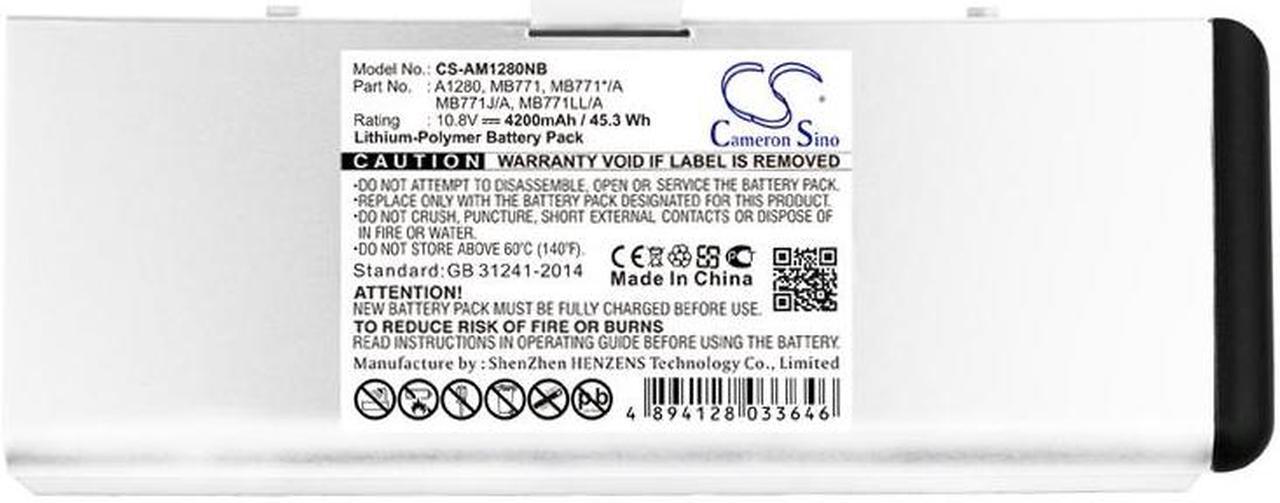 Model No.: CS-AM1280NB
Part No. : A1280, MB771, MB771*/A
MB771J/A, MB771LL/A
Rating : 10.8V ⎓ 4200mAh / 45.3 Wh
Lithium-Polymer Battery Pack
CS
Cameron Sino
CAUTION WARRANTY VOID IF LABEL IS REMOVED
•DO NOT ATTEMPT TO DISASSEMBLE, OPEN OR SERVICE THE BATTERY PACK.
•REPLACE ONLY WITH THE BATTERY PACK DESIGNATED FOR THIS PRODUCT.
•DO NOT CRUSH, PUNCTURE, SHORT EXTERNAL CONTACTS OR DISPOSE OF
IN FIRE OR WATER.
•DO NOT STORE ABOVE 60°C (140°F).
Standard: GB 31241-2014
CE
Made In China
ATTENTION!
NEW BATTERY PACK MUST BE FULLY CHARGED BEFORE USE.
TO REDUCE RISK OF FIRE OR BURNS
READ INSTRUCTIONS IN OPERATING GUIDE BEFORE USING THE BATTERY.
Manufacture by : ShenZhen HENZENS Technology Co., Limited
Pb
4 894128 033646